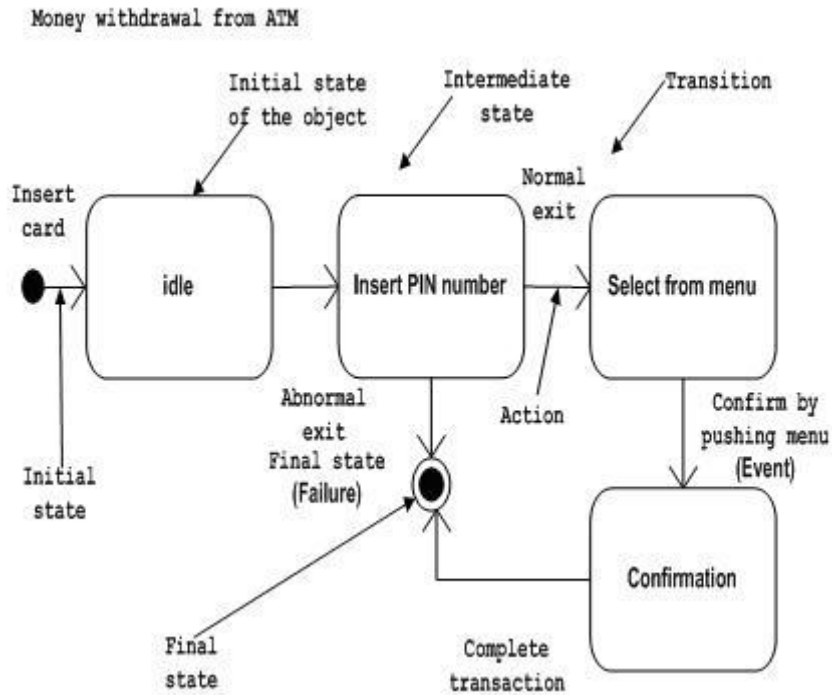 Money withdrawal from ATM
Initial state
of the object
Intermediate
state
Transition
Insert
card
Normal
exit
idle
Insert PIN number
Select from menu
Abnormal
exit
Final state
(Failure)
Action
Confirm by
pushing menu
(Event)
Initial
state
Confirmation
Final
state
Complete
transaction